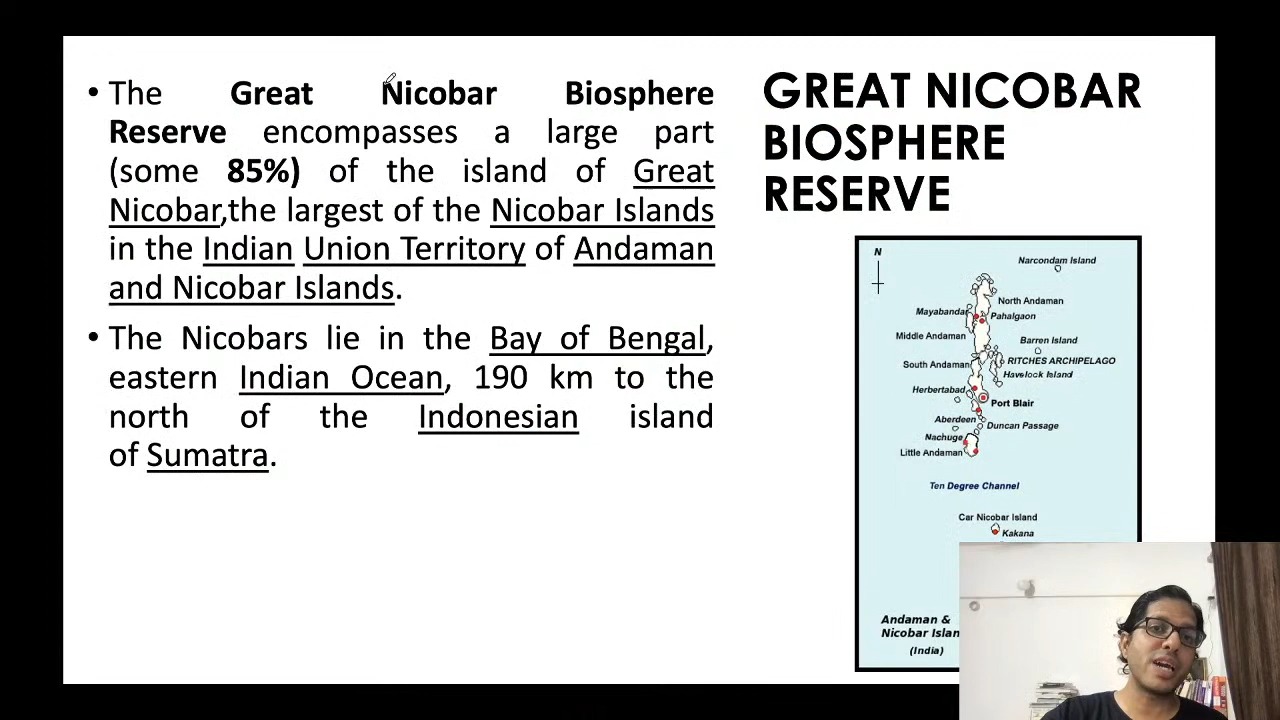 • The Great Nicobar Biosphere
Reserve encompasses a large part
(some 85%) of the island of Great
Nicobar,the largest of the Nicobar Islands
in the Indian Union Territory of Andaman
and Nicobar Islands.
• The Nicobars lie in the Bay of Bengal,
eastern Indian Ocean, 190 km to the
north of the Indonesian island
of Sumatra.
GREAT NICOBAR
BIOSPHERE
RESERVE
N
Narcondam Island
North Andaman
Mayabandar
Pahalgaon
Middle Andaman
Barren Island
South Andaman
RITCHES ARCHIPELAGO
Havelock Island
Herbertabad
Port Blair
Aberdeen
Duncan Passage
Nachuge
Little Andaman
Ten Degree Channel
Car Nicobar Island
Kakana
Andaman &
Nicobar Islan
(India)